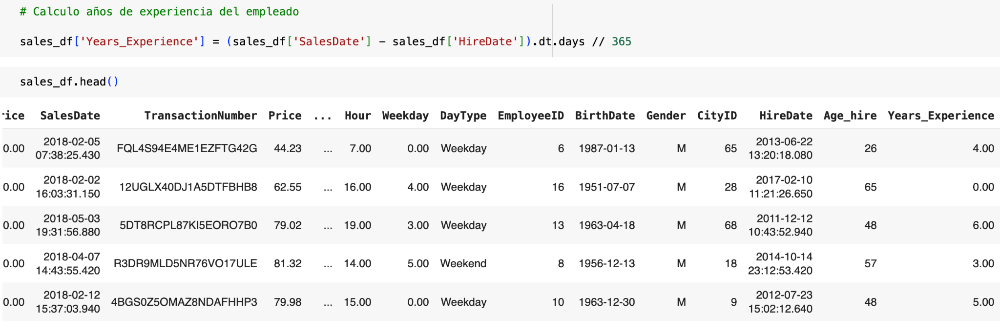 # Calculo años de experiencia del empleado
sales_df['Years_Experience'] = (sales_df['SalesDate'] - sales_df['HireDate']).dt.days // 365
sales_df.head()
rice SalesDate TransactionNumber Price ... Hour Weekday DayType EmployeeID BirthDate Gender CityID HireDate Age_hire Years_Experience
0.00 2018-02-05 07:38:25.430 FQL4S94E4ME1EZFTG42G 44.23 ... 7.00 0.00 Weekday 6 1987-01-13 M 65 2013-06-22 13:20:18.080 26 4.00
0.00 2018-02-02 16:03:31.150 12UGLX40DJ1A5DTFBHB8 62.55 ... 16.00 4.00 Weekday 16 1951-07-07 M 28 2017-02-10 11:21:26.650 65 0.00
0.00 2018-05-03 19:31:56.880 5DT8RCPL87KI5EORO7B0 79.02 ... 19.00 3.00 Weekday 13 1963-04-18 M 68 2011-12-12 10:43:52.940 48 6.00
0.00 2018-04-07 14:43:55.420 R3DR9MLD5NR76VO17ULE 81.32 ... 14.00 5.00 Weekend 8 1956-12-13 M 18 2014-10-14 23:12:53.420 57 3.00
0.00 2018-02-12 15:37:03.940 4BGS0Z5OMAZ8NDAFHHP3 79.98 ... 15.00 0.00 Weekday 10 1963-12-30 M 9 2012-07-23 15:02:12.640 48 5.00